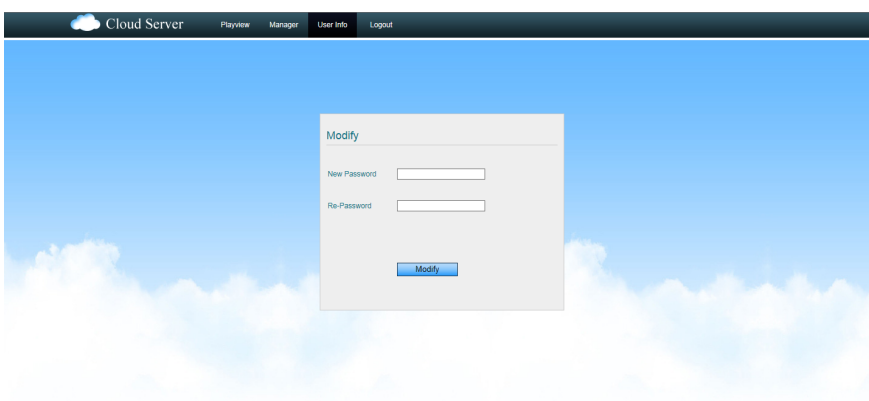 Cloud Server Playview Manager User Info Logout
Modify
New Password
Re-Password
Modify